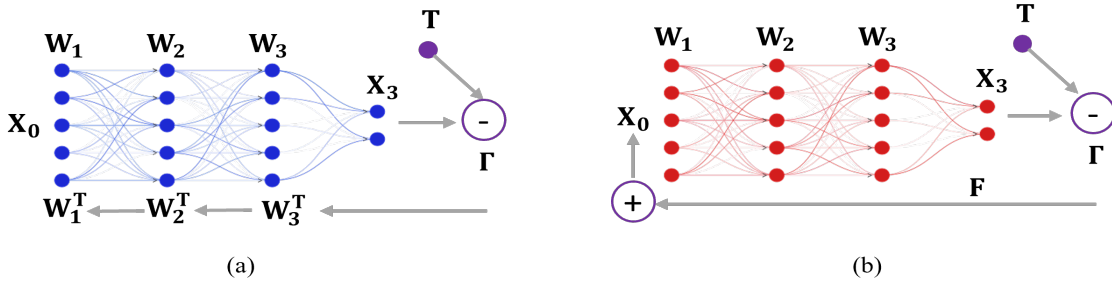 W₁ W₂ W₃ T
X₃
X₀ -
Γ
W₁ᵀ W₂ᵀ W₃ᵀ
(a)
W₁ W₂ W₃ T
X₃
X₀ -
Γ
+ F
(b)